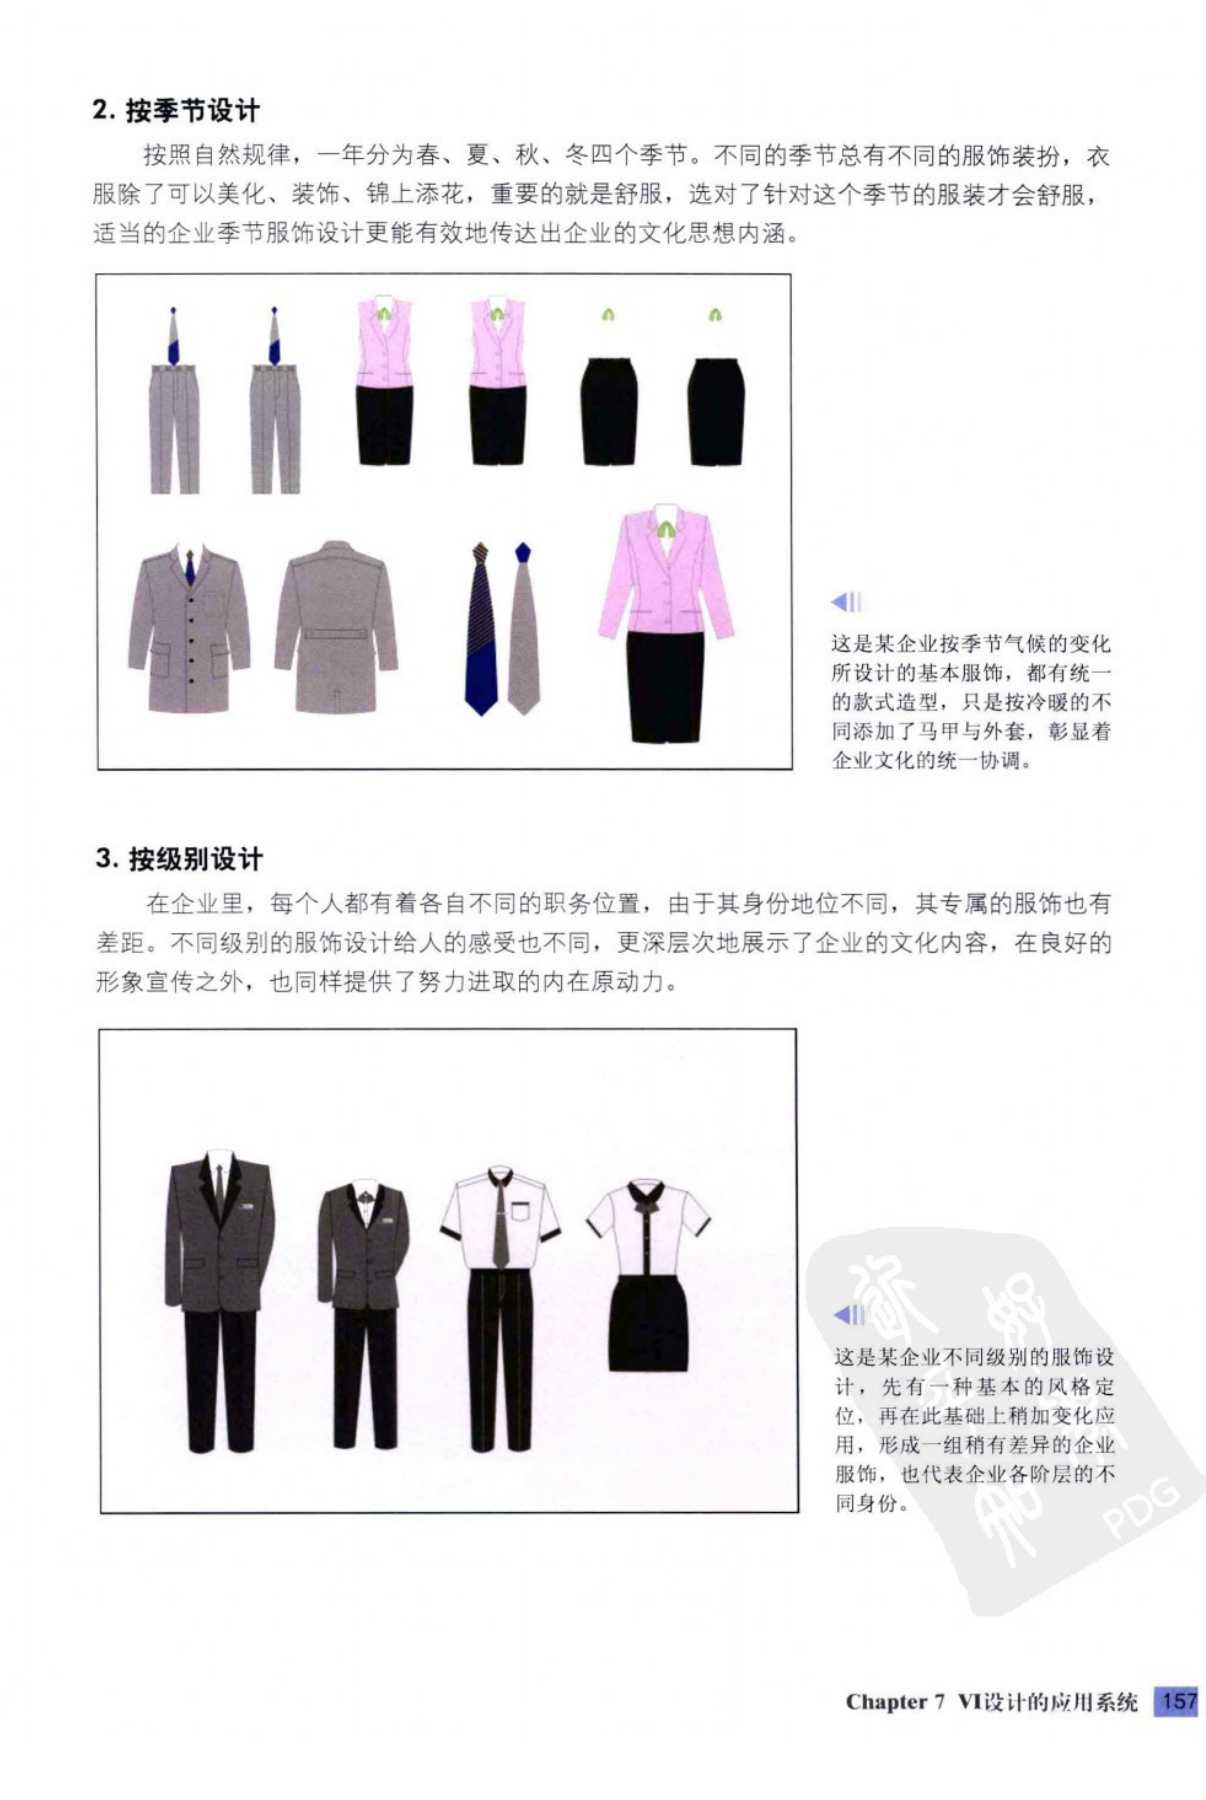 2. 按季节设计
按照自然规律，一年分为春、夏、秋、冬四个季节。不同的季节总有不同的服饰装扮，衣
服除了可以美化、装饰、锦上添花，重要的就是舒服，选对了针对这个季节的服装才会舒服，
适当的企业季节服饰设计更能有效地传达出企业的文化思想内涵。
这是某企业按季节气候的变化
所设计的基本服饰，都有统一
的款式造型，只是按冷暖的不
同添加了马甲与外套，彰显着
企业文化的统一协调。
3. 按级别设计
在企业里，每个人都有着各自不同的职务位置，由于其身份地位不同，其专属的服饰也有
差距。不同级别的服饰设计给人的感受也不同，更深层次地展示了企业的文化内容，在良好的
形象宣传之外，也同样提供了努力进取的内在原动力。
这是某企业不同级别的服饰设
计，先有一种基本的风格定
位，再在此基础上稍加变化应
用，形成一组稍有差异的企业
服饰，也代表企业各阶层的不
同身份。
PDG
Chapter 7 VI设计的应用系统 157